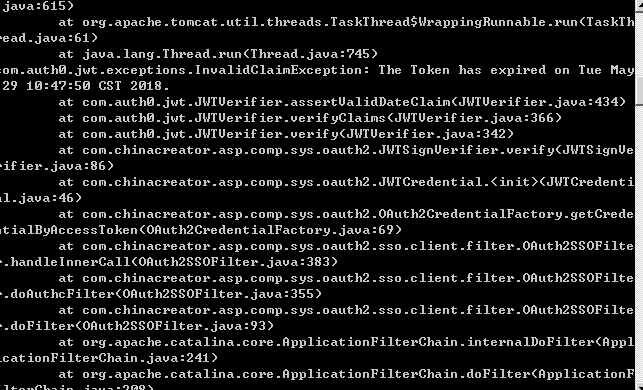 .java:615)
at org.apache.tomcat.util.threads.TaskThread$WrappingRunnable.run(TaskTh
read.java:61)
at java.lang.Thread.run(Thread.java:745)
com.auth0.jwt.exceptions.InvalidClaimException: The Token has expired on Tue May
29 10:47:50 CST 2018.
at com.auth0.jwt.JWTVerifier.assertValidDateClaim(JWTVerifier.java:434)
at com.auth0.jwt.JWTVerifier.verifyClaims(JWTVerifier.java:366)
at com.auth0.jwt.JWTVerifier.verify(JWTVerifier.java:342)
at com.chinacreator.asp.comp.sys.oauth2.JWTSignVerifier.verify(JWTSignVe
rifier.java:86)
at com.chinacreator.asp.comp.sys.oauth2.JWTCredential.<init>(JWTCredenti
al.java:46)
at com.chinacreator.asp.comp.sys.oauth2.OAuth2CredentialFactory.getCrede
ntialByAccessToken(OAuth2CredentialFactory.java:69)
at com.chinacreator.asp.comp.sys.oauth2.sso.client.filter.OAuth2SSOFilte
r.handleInnerCall(OAuth2SSOFilter.java:383)
at com.chinacreator.asp.comp.sys.oauth2.sso.client.filter.OAuth2SSOFilte
r.doAuthcFilter(OAuth2SSOFilter.java:355)
at com.chinacreator.asp.comp.sys.oauth2.sso.client.filter.OAuth2SSOFilte
r.doFilter(OAuth2SSOFilter.java:93)
at org.apache.catalina.core.ApplicationFilterChain.internalDoFilter(Appl
icationFilterChain.java:241)
at org.apache.catalina.core.ApplicationFilterChain.doFilter(ApplicationF
ilterChain.java:208)